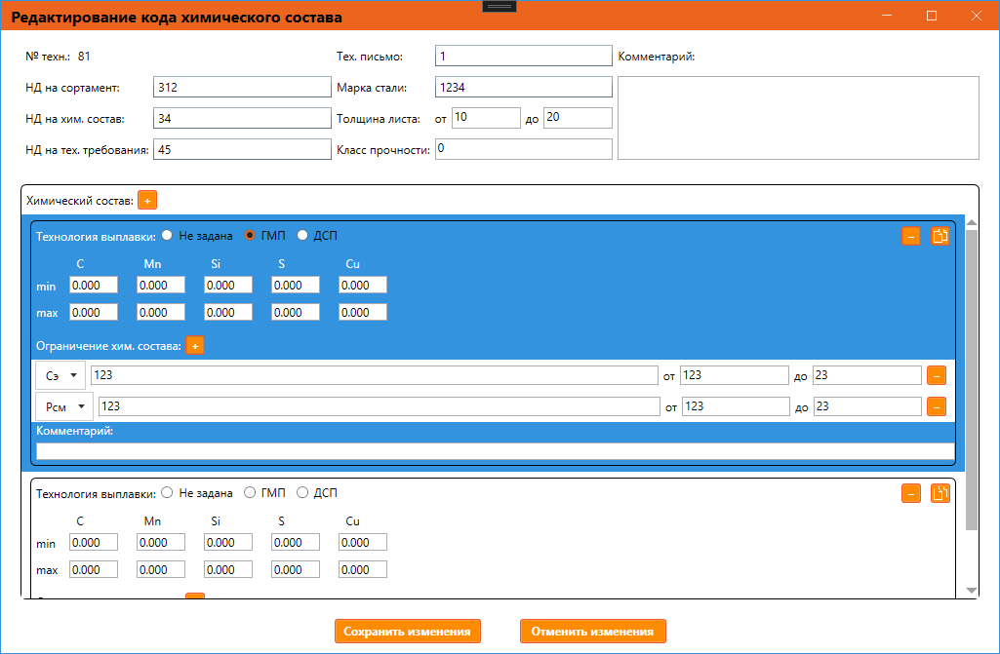 Редактирование кода химического состава
№ техн.: 81 Тех. письмо: 1 Комментарий:
НД на сортамент: 312 Марка стали: 1234
НД на хим. состав: 34 Толщина листа: от 10 до 20
НД на тех. требования: 45 Класс прочности: 0
Химический состав: +
Технология выплавки: Не задана ГМП ДСП –
C Mn Si S Cu
min 0.000 0.000 0.000 0.000 0.000
max 0.000 0.000 0.000 0.000 0.000
Ограничение хим. состава: +
Сэ 123 от 123 до 23 –
Рсм 123 от 123 до 23 –
Комментарий:
Технология выплавки: Не задана ГМП ДСП –
C Mn Si S Cu
min 0.000 0.000 0.000 0.000 0.000
max 0.000 0.000 0.000 0.000 0.000
Сохранить изменения Отменить изменения